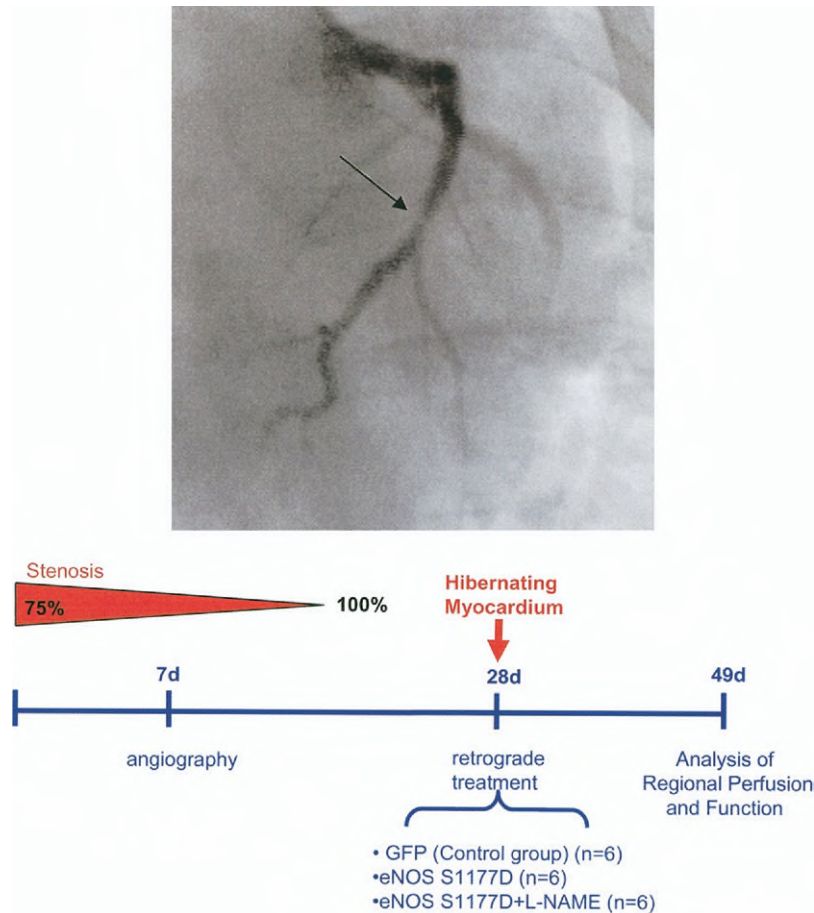 Stenosis
75%
100%
Hibernating
Myocardium
7d
28d
49d
angiography
retrograde
treatment
Analysis of
Regional Perfusion
and Function
• GFP (Control group) (n=6)
•eNOS S1177D (n=6)
•eNOS S1177D+L-NAME (n=6)